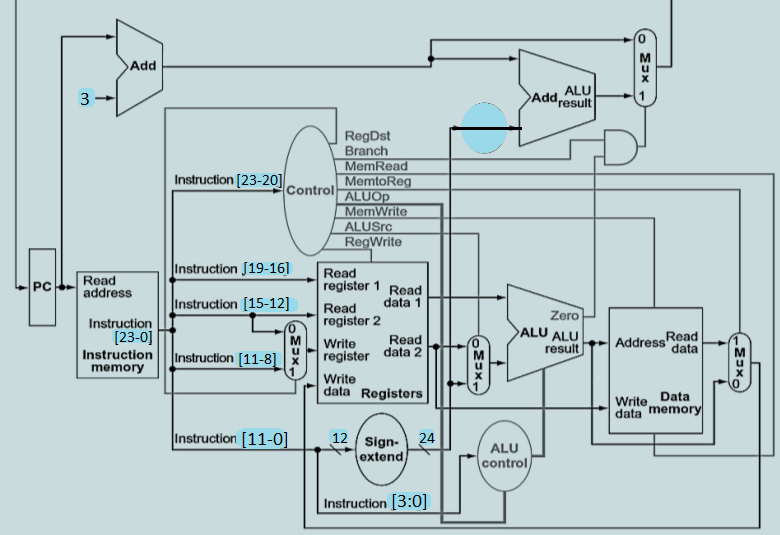 Add
3
0
Mux
1
Add
ALU
result
RegDst
Branch
MemRead
MemtoReg
ALUOp
MemWrite
ALUSrc
RegWrite
Control
Instruction [23-20]
Instruction [19-16]
Instruction [15-12]
Instruction [11-8]
Instruction [11-0]
Instruction [3:0]
PC
Read
address
Instruction
[23-0]
Instruction
memory
0
Mux
1
Read
register 1
Read
register 2
Write
register
Write
data
Read
data 1
Read
data 2
Registers
0
Mux
1
Zero
ALU
ALU
result
Address
Read
data
Write
data
Data
memory
1
Mux
0
12
Sign-
extend
24
ALU
control